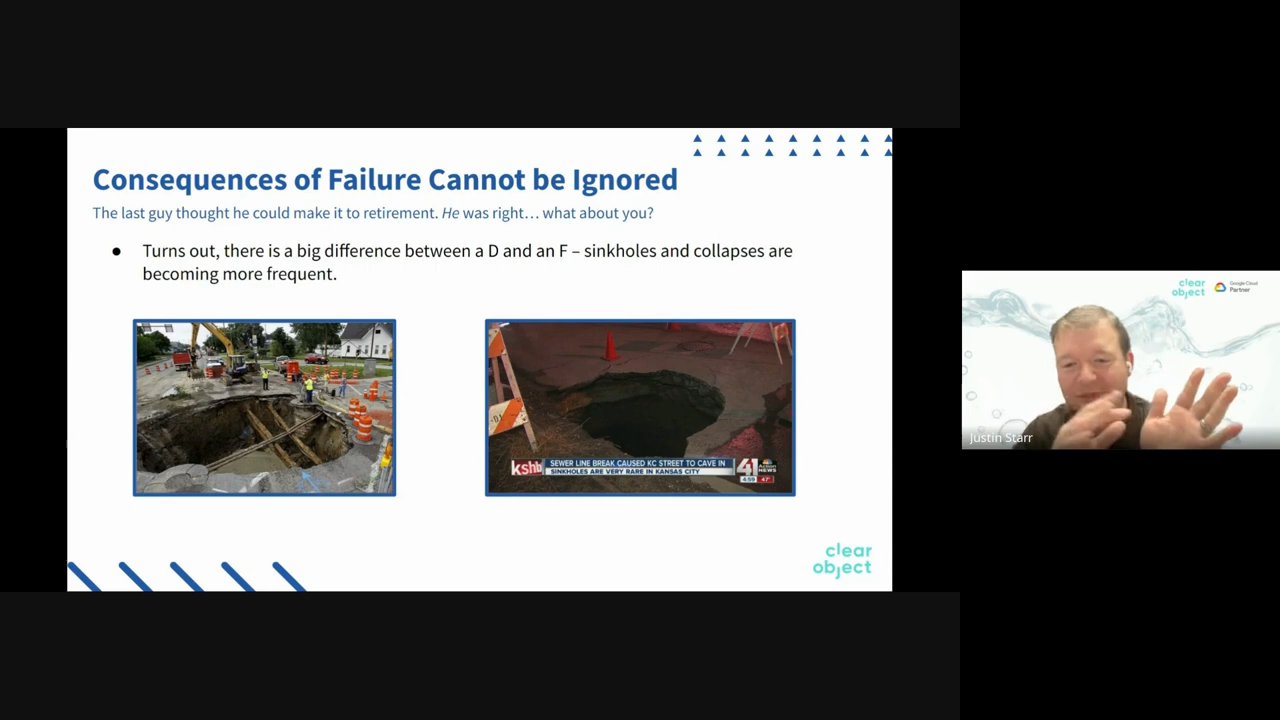 Consequences of Failure Cannot be Ignored
The last guy thought he could make it to retirement. He was right… what about you?
● Turns out, there is a big difference between a D and an F – sinkholes and collapses are
becoming more frequent.
kshb
SEWER LINE BREAK CAUSED KC STREET TO CAVE IN
SINKHOLES ARE VERY RARE IN KANSAS CITY
41
Action
NEWS
4:59 47°
clear
object
clear
object
Google Cloud
Partner
Justin Starr